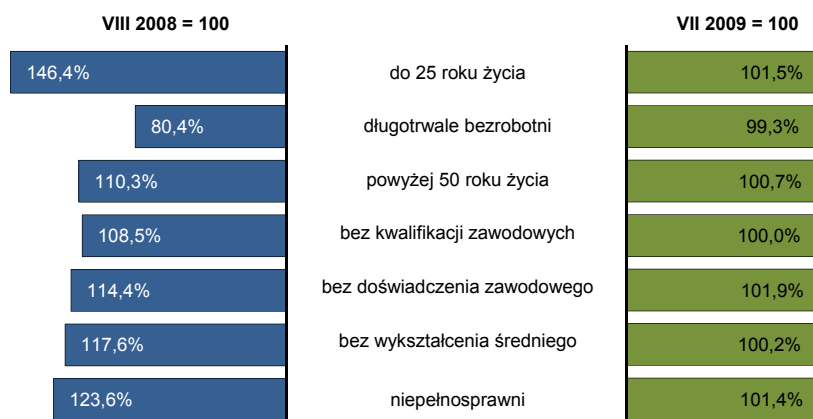 VIII 2008 = 100 VII 2009 = 100
146,4% do 25 roku życia 101,5%
80,4% długotrwale bezrobotni 99,3%
110,3% powyżej 50 roku życia 100,7%
108,5% bez kwalifikacji zawodowych 100,0%
114,4% bez doświadczenia zawodowego 101,9%
117,6% bez wykształcenia średniego 100,2%
123,6% niepełnosprawni 101,4%